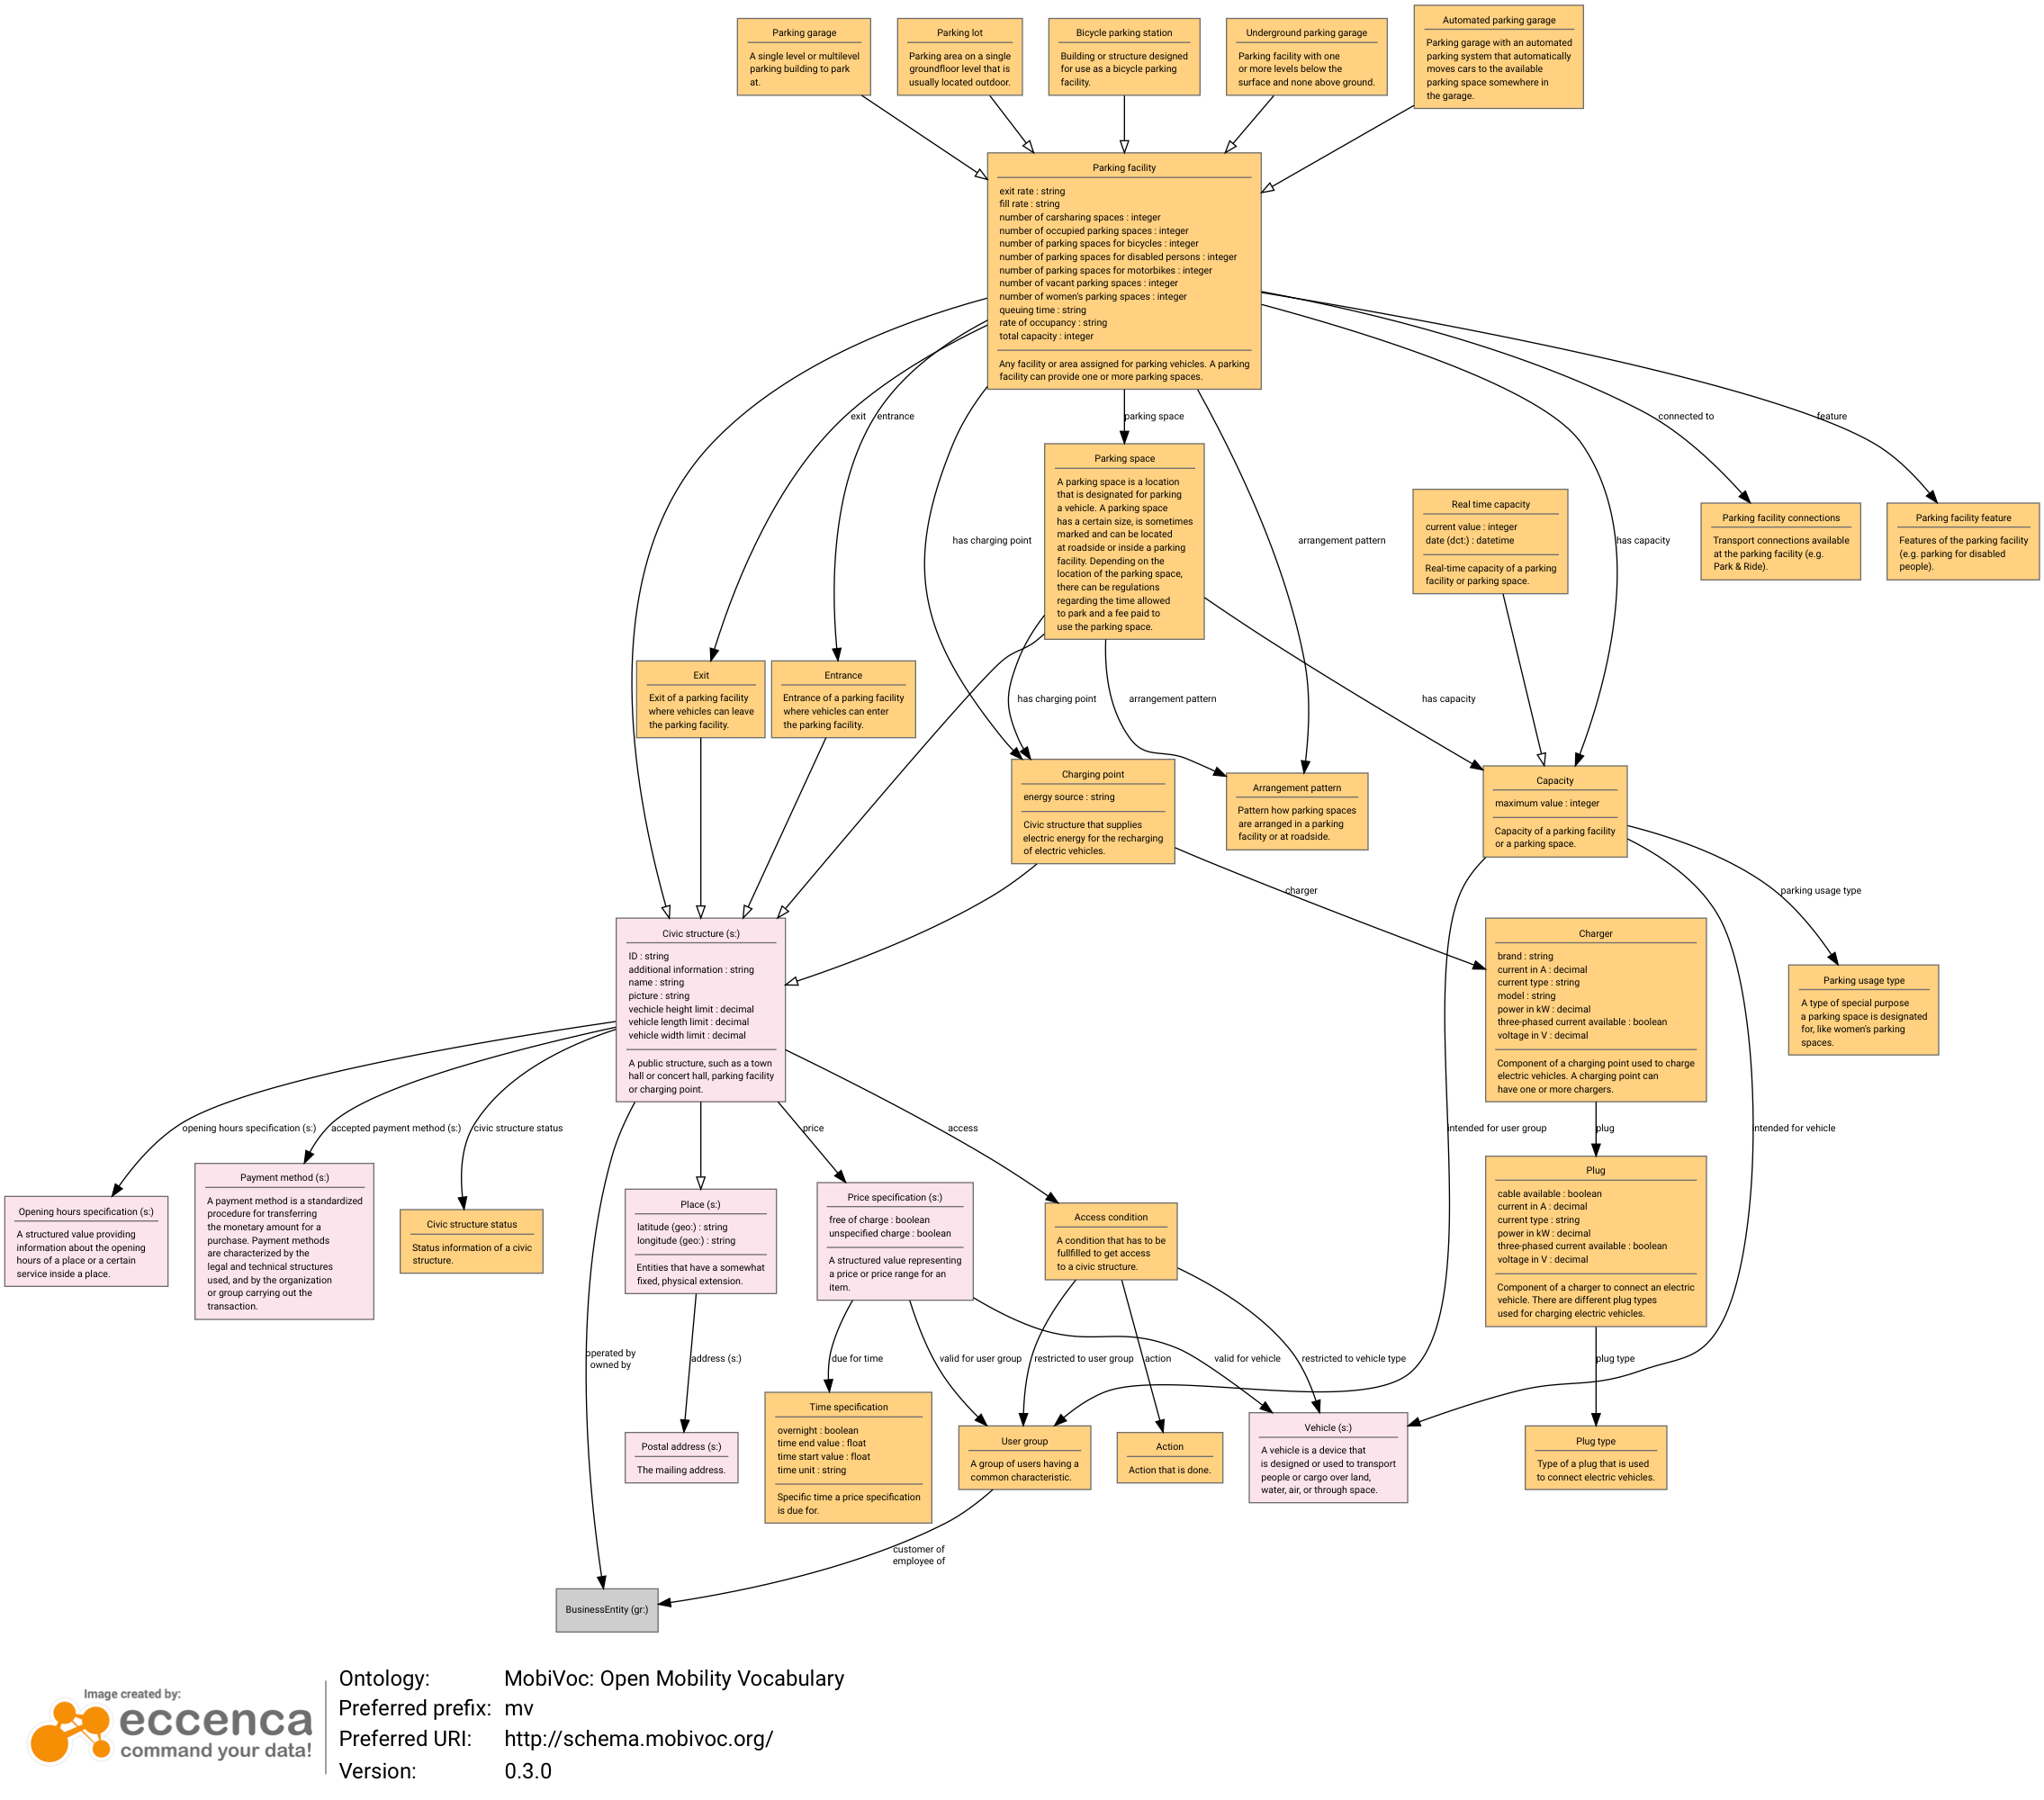 Parking garage
A single level or multilevel
parking building to park
at.
Parking lot
Parking area on a single
groundfloor level that is
usually located outdoor.
Bicycle parking station
Building or structure designed
for use as a bicycle parking
facility.
Underground parking garage
Parking facility with one
or more levels below the
surface and none above ground.
Automated parking garage
Parking garage with an automated
parking system that automatically
moves cars to the available
parking space somewhere in
the garage.
Parking facility
exit rate : string
fill rate : string
number of carsharing spaces : integer
number of occupied parking spaces : integer
number of parking spaces for bicycles : integer
number of parking spaces for disabled persons : integer
number of parking spaces for motorbikes : integer
number of vacant parking spaces : integer
number of women's parking spaces : integer
queuing time : string
rate of occupancy : string
total capacity : integer
Any facility or area assigned for parking vehicles. A parking
facility can provide one or more parking spaces.
exit
entrance
parking space
connected to
feature
Parking space
A parking space is a location
that is designated for parking
a vehicle. A parking space
has a certain size, is sometimes
marked and can be located
at roadside or inside a parking
facility. Depending on the
location of the parking space,
there can be regulations
regarding the time allowed
to park and a fee paid to
use the parking space.
has charging point
arrangement pattern
Real time capacity
current value : integer
date (dct:) : datetime
Real-time capacity of a parking
facility or parking space.
has capacity
Parking facility connections
Transport connections available
at the parking facility (e.g.
Park & Ride).
Parking facility feature
Features of the parking facility
(e.g. parking for disabled
people).
Exit
Exit of a parking facility
where vehicles can leave
the parking facility.
Entrance
Entrance of a parking facility
where vehicles can enter
the parking facility.
has charging point
arrangement pattern
has capacity
Charging point
energy source : string
Civic structure that supplies
electric energy for the recharging
of electric vehicles.
Arrangement pattern
Pattern how parking spaces
are arranged in a parking
facility or at roadside.
Capacity
maximum value : integer
Capacity of a parking facility
or a parking space.
charger
parking usage type
Civic structure (s:)
ID : string
additional information : string
name : string
picture : string
vechicle height limit : decimal
vehicle length limit : decimal
vehicle width limit : decimal
A public structure, such as a town
hall or concert hall, parking facility
or charging point.
Charger
brand : string
current in A : decimal
current type : string
model : string
power in kW : decimal
three-phased current available : boolean
voltage in V : decimal
Component of a charging point used to charge
electric vehicles. A charging point can
have one or more chargers.
Parking usage type
A type of special purpose
a parking space is designated
for, like women's parking
spaces.
opening hours specification (s:)
accepted payment method (s:)
civic structure status
price
access
intended for user group
plug
intended for vehicle
Opening hours specification (s:)
A structured value providing
information about the opening
hours of a place or a certain
service inside a place.
Payment method (s:)
A payment method is a standardized
procedure for transferring
the monetary amount for a
purchase. Payment methods
are characterized by the
legal and technical structures
used, and by the organization
or group carrying out the
transaction.
Civic structure status
Status information of a civic
structure.
Place (s:)
latitude (geo:) : string
longitude (geo:) : string
Entities that have a somewhat
fixed, physical extension.
Price specification (s:)
free of charge : boolean
unspecified charge : boolean
A structured value representing
a price or price range for an
item.
Access condition
A condition that has to be
fullfilled to get access
to a civic structure.
Plug
cable available : boolean
current in A : decimal
current type : string
power in kW : decimal
three-phased current available : boolean
voltage in V : decimal
Component of a charger to connect an electric
vehicle. There are different plug types
used for charging electric vehicles.
operated by
owned by
address (s:)
due for time
valid for user group
restricted to user group
action
valid for vehicle
restricted to vehicle type
plug type
Postal address (s:)
The mailing address.
Time specification
overnight : boolean
time end value : float
time start value : float
time unit : string
Specific time a price specification
is due for.
User group
A group of users having a
common characteristic.
Action
Action that is done.
Vehicle (s:)
A vehicle is a device that
is designed or used to transport
people or cargo over land,
water, air, or through space.
Plug type
Type of a plug that is used
to connect electric vehicles.
customer of
employee of
BusinessEntity (gr:)
Image created by:
eccenca
command your data!
Ontology: MobiVoc: Open Mobility Vocabulary
Preferred prefix: mv
Preferred URI: http://schema.mobivoc.org/
Version: 0.3.0